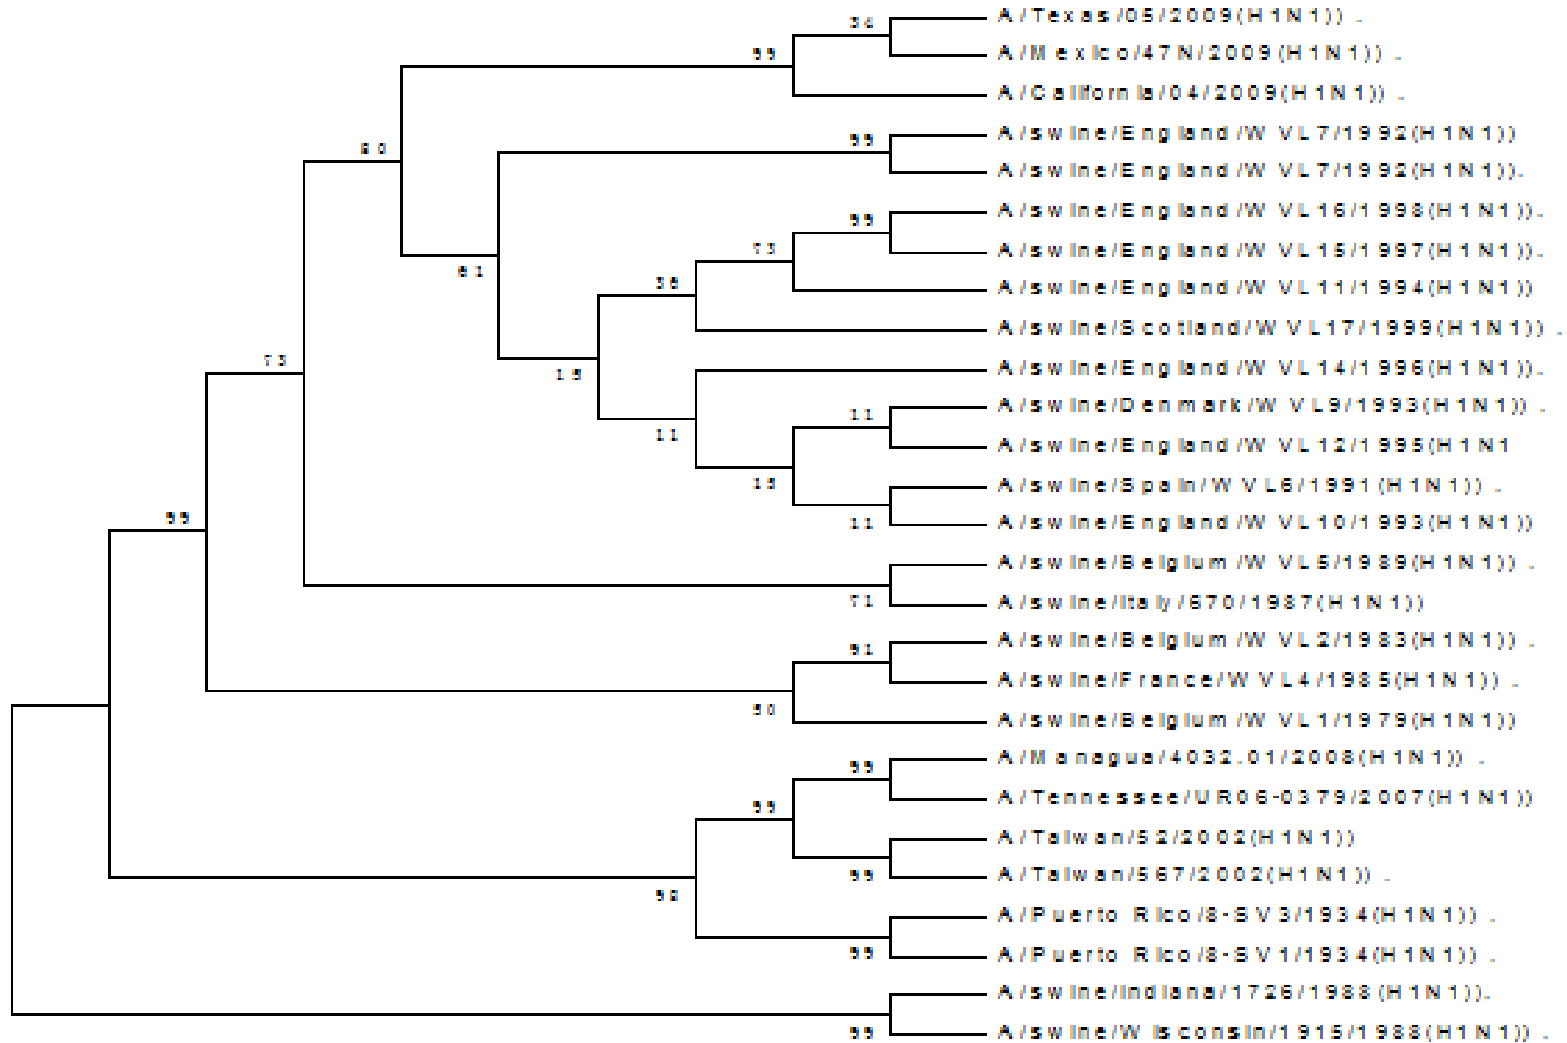 34
A/Texas/05/2009(H1N1)) .
99
A/Mexico/47N/2009(H1N1)) .
A/California/04/2009(H1N1)) .
80
99
A/swine/England/WVL7/1992(H1N1))
A/swine/England/WVL7/1992(H1N1)).
99
A/swine/England/WVL16/1998(H1N1)).
73
A/swine/England/WVL15/1997(H1N1)).
61
A/swine/England/WVL11/1994(H1N1))
A/swine/Scotland/WVL17/1999(H1N1)) .
73
A/swine/England/WVL14/1996(H1N1)).
11
A/swine/Denmark/WVL9/1993(H1N1)) .
11
A/swine/England/WVL12/1995(H1N1
A/swine/Spain/WVL6/1991(H1N1)) .
99
11
A/swine/England/WVL10/1993(H1N1))
A/swine/Belgium/WVL5/1989(H1N1)) .
71
A/swine/Italy/670/1987(H1N1))
91
A/swine/Belgium/WVL2/1983(H1N1)) .
A/swine/France/WVL4/1985(H1N1)) .
A/swine/Belgium/WVL1/1979(H1N1))
99
A/Managua/4032.01/2008(H1N1)) .
99
A/Tennessee/UR06-0379/2007(H1N1))
A/Taiwan/52/2002(H1N1))
99
A/Taiwan/567/2002(H1N1)) .
98
A/Puerto Rico/8-SV3/1934(H1N1)) .
99
A/Puerto Rico/8-SV1/1934(H1N1)) .
A/swine/Indiana/1726/1988(H1N1)).
99
A/swine/Wisconsin/1915/1988(H1N1)) .